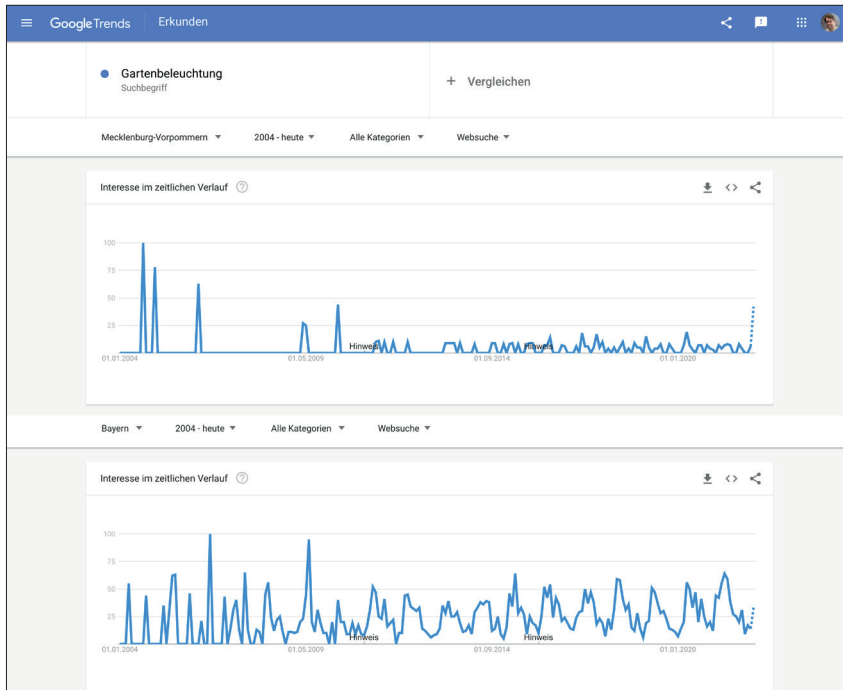 Google Trends Erkunden
Gartenbeleuchtung
Suchbegriff
+ Vergleichen
Mecklenburg-Vorpommern 2004 - heute Alle Kategorien Websuche
Interesse im zeitlichen Verlauf ?
100
75
50
25
Hinweis Hinweis
01.01.2004 01.05.2009 01.09.2014 01.01.2020
Bayern 2004 - heute Alle Kategorien Websuche
Interesse im zeitlichen Verlauf ?
100
75
50
25
Hinweis Hinweis
01.01.2004 01.05.2009 01.09.2014 01.01.2020